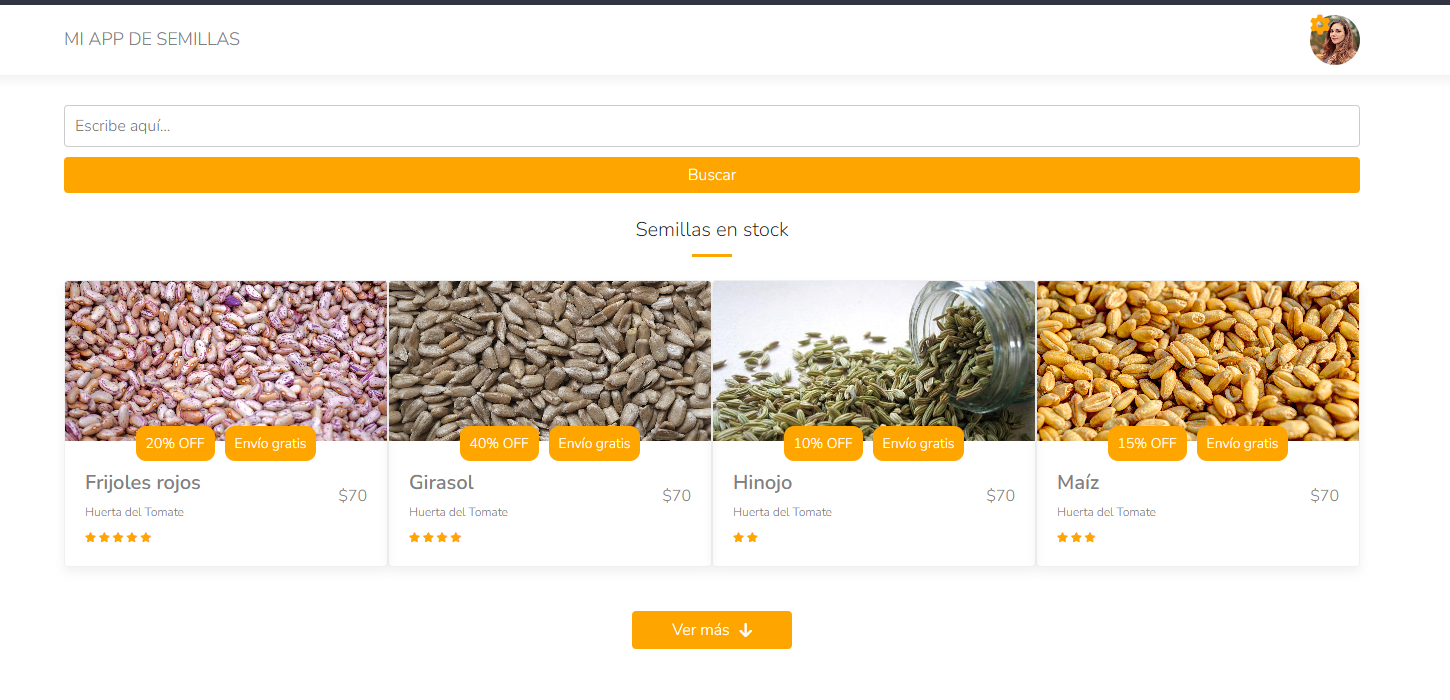 MI APP DE SEMILLAS
Escribe aquí...
Buscar
Semillas en stock
20% OFF Envío gratis
Frijoles rojos
$70
Huerta del Tomate
40% OFF Envío gratis
Girasol
$70
Huerta del Tomate
10% OFF Envío gratis
Hinojo
$70
Huerta del Tomate
15% OFF Envío gratis
Maíz
$70
Huerta del Tomate
Ver más